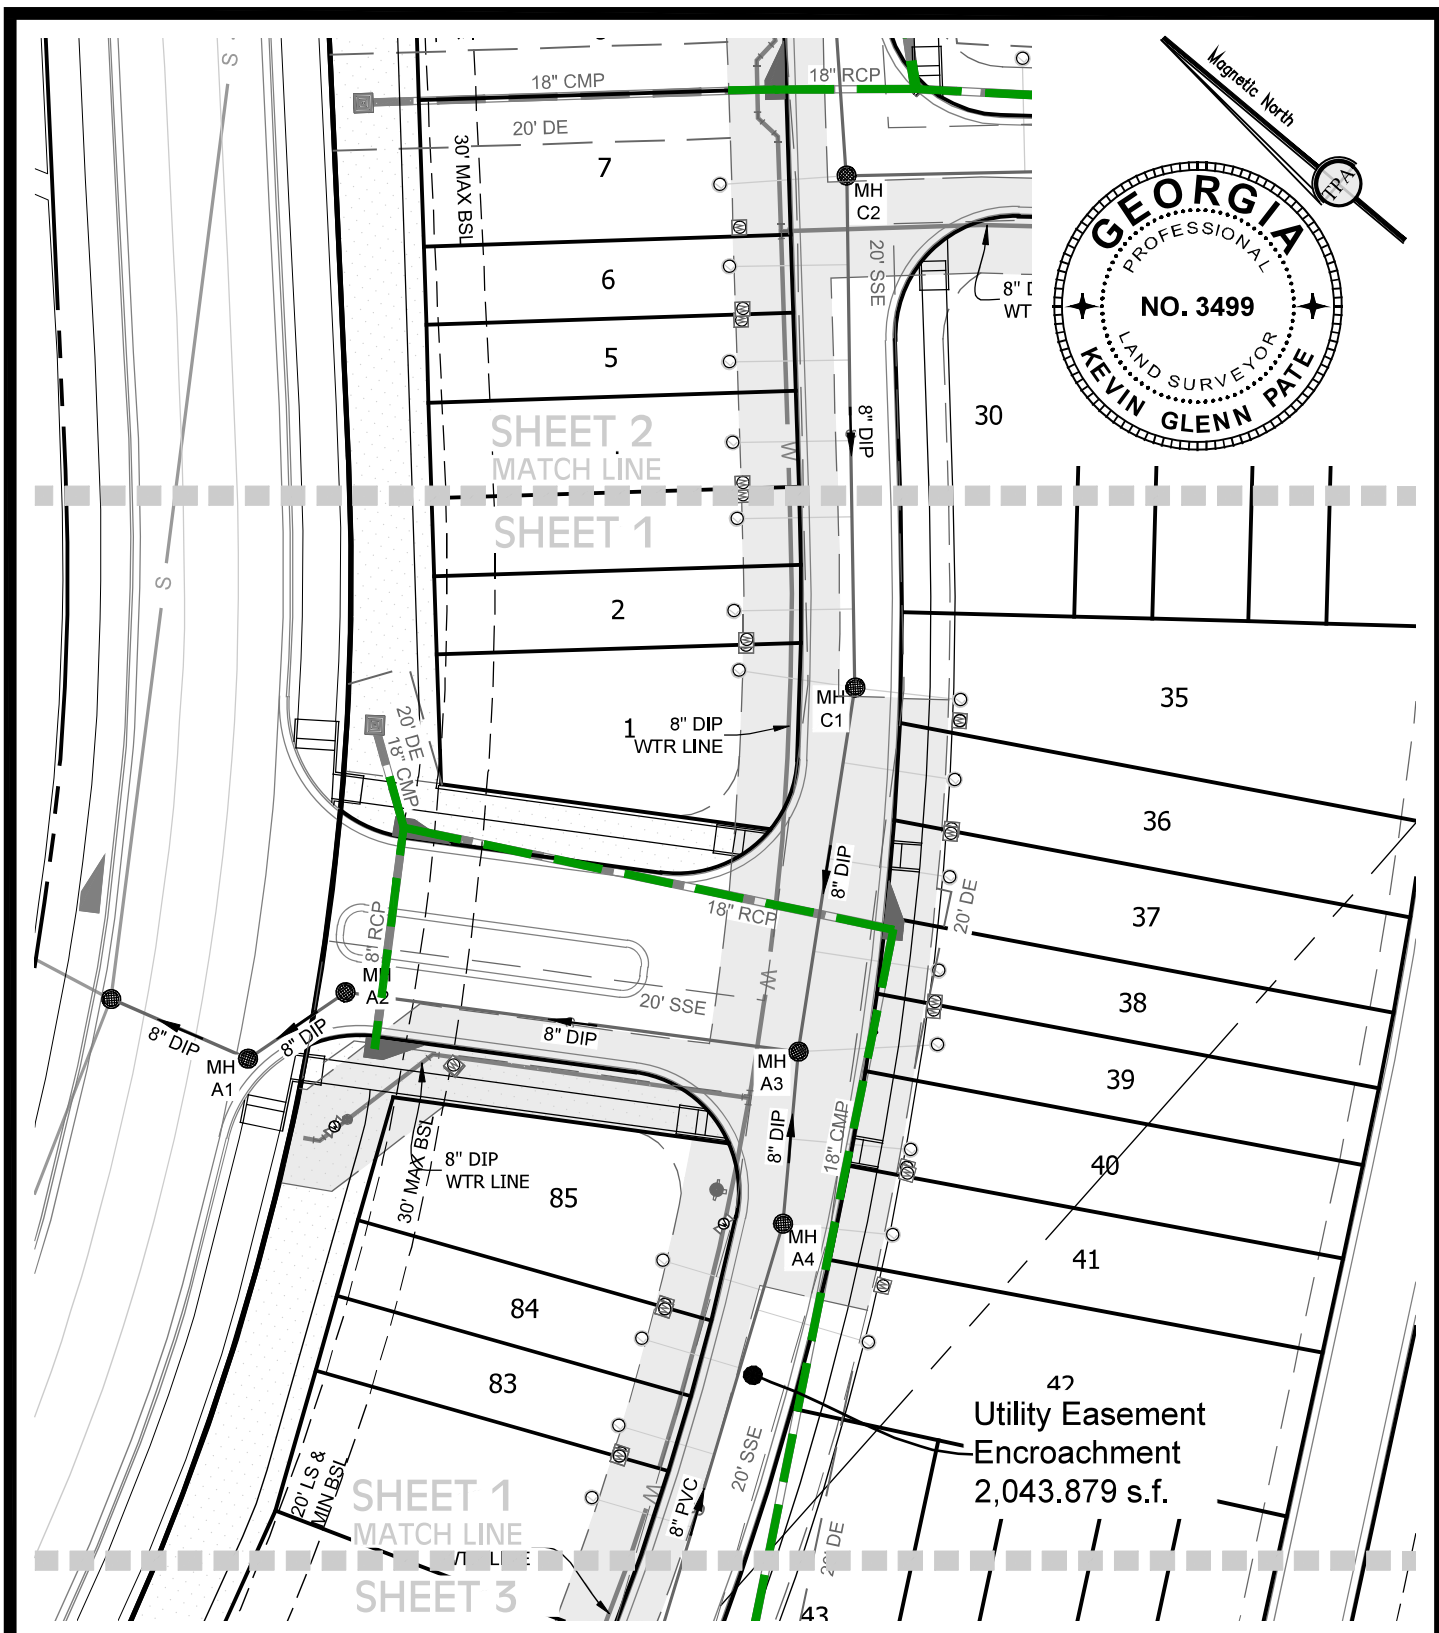 S
18" CMP
18" RCP
Magnetic North
TPA
20' DE
30' MAX BSL
7
MH
C2
GEORGIA
PROFESSIONAL
NO. 3499
LAND SURVEYOR
KEVIN GLENN PATE
20' SSE
6
8" D
WT
5
8" DIP
30
SHEET 2
MATCH LINE
W
SHEET 1
S
2
35
MH
C1
20' DE
18" CMP
1
8" DIP
WTR LINE
36
8" DIP
18" RCP
20' DE
37
8" RCP
MH
A2
W
20' SSE
38
8" DIP
8" DIP
8" DIP
MH
A1
MH
A3
39
8" DIP
18" CMP
30' MAX BSL
8" DIP
WTR LINE
85
40
MH
A4
41
84
83
42
Utility Easement
Encroachment
2,043.879 s.f.
20' LS &
MIN BSL
20' SSE
8" PVC
W
SHEET 1
MATCH LINE
WTR LINE
20' DE
SHEET 3
43